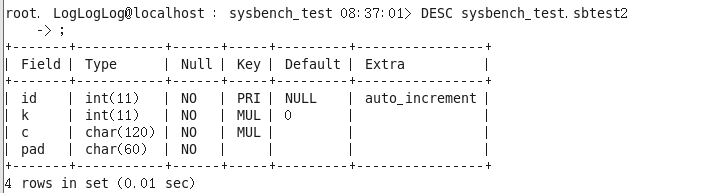 root. LogLogLog@localhost : sysbench_test 08:37:01> DESC sysbench_test.sbtest2
    -> ;
+-------+-----------+------+-----+---------+----------------+
| Field | Type      | Null | Key | Default | Extra          |
+-------+-----------+------+-----+---------+----------------+
| id    | int(11)   | NO   | PRI | NULL    | auto_increment |
| k     | int(11)   | NO   | MUL | 0       |                |
| c     | char(120) | NO   | MUL |         |                |
| pad   | char(60)  | NO   |     |         |                |
+-------+-----------+------+-----+---------+----------------+
4 rows in set (0.01 sec)